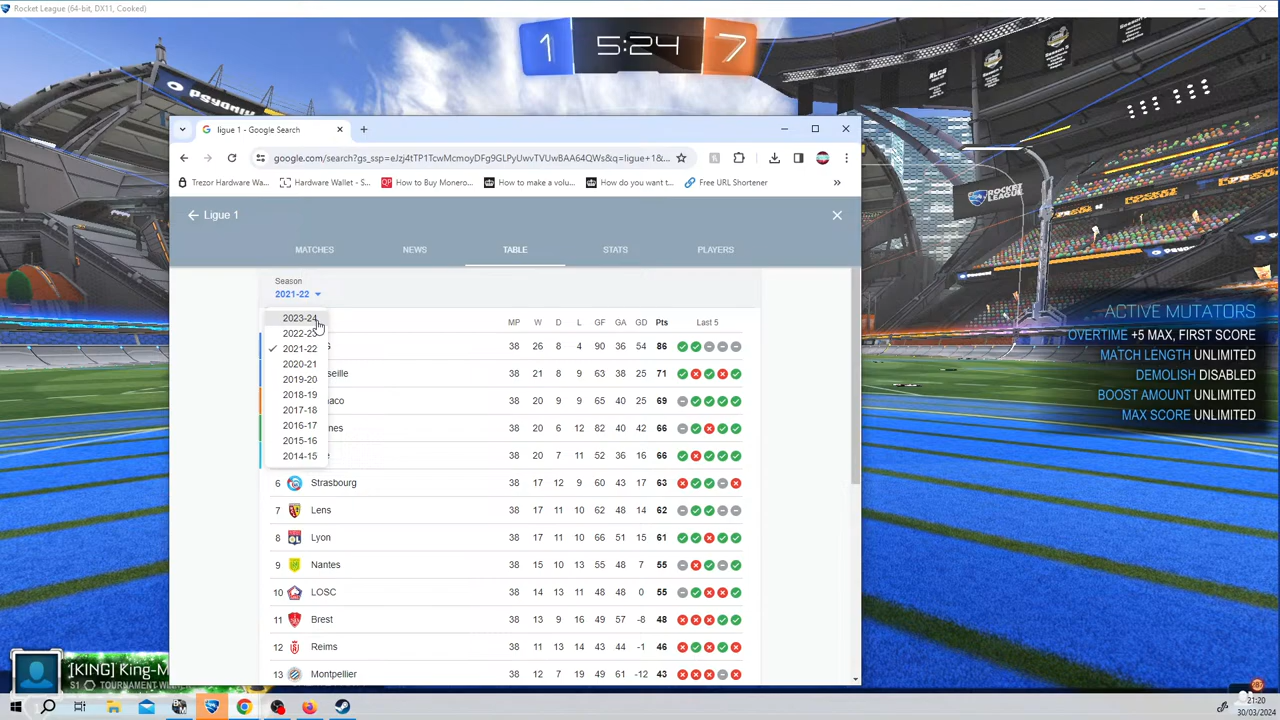 Rocket League (64-bit, DX11, Cooked)
1 5:24 7
PSYONIX
RLCS
ROCKET LEAGUE
ligue 1 - Google Search
google.com/search?gs_ssp=eJzj4tTP1TcwMcmoyDFg9GLPyUwvTVUwBAA64QWs&q=ligue+1&...
Trezor Hardware Wa... Hardware Wallet - S... How to Buy Monero... How to make a volu... How do you want t... Free URL Shortener »
Ligue 1
MATCHES NEWS TABLE STATS PLAYERS
Season
2021-22
2023-24
2022-23
2021-22
2020-21
2019-20
2018-19
2017-18
2016-17
2015-16
2014-15
MP W D L GF GA GD Pts Last 5
38 26 8 4 90 36 54 86
seille 38 21 8 9 63 38 25 71
aco 38 20 9 9 65 40 25 69
nes 38 20 6 12 82 40 42 66
38 20 7 11 52 36 16 66
6 Strasbourg 38 17 12 9 60 43 17 63
7 Lens 38 17 11 10 62 48 14 62
8 Lyon 38 17 11 10 66 51 15 61
9 Nantes 38 15 10 13 55 48 7 55
10 LOSC 38 14 13 11 48 48 0 55
11 Brest 38 13 9 16 49 57 -8 48
12 Reims 38 11 13 14 43 44 -1 46
13 Montpellier 38 12 7 19 49 61 -12 43
ACTIVE MUTATORS
OVERTIME +5 MAX, FIRST SCORE
MATCH LENGTH UNLIMITED
DEMOLISH DISABLED
BOOST AMOUNT UNLIMITED
MAX SCORE UNLIMITED
[KING] King-M
S1 TOURNAMENT WINNER
21:20
30/03/2024